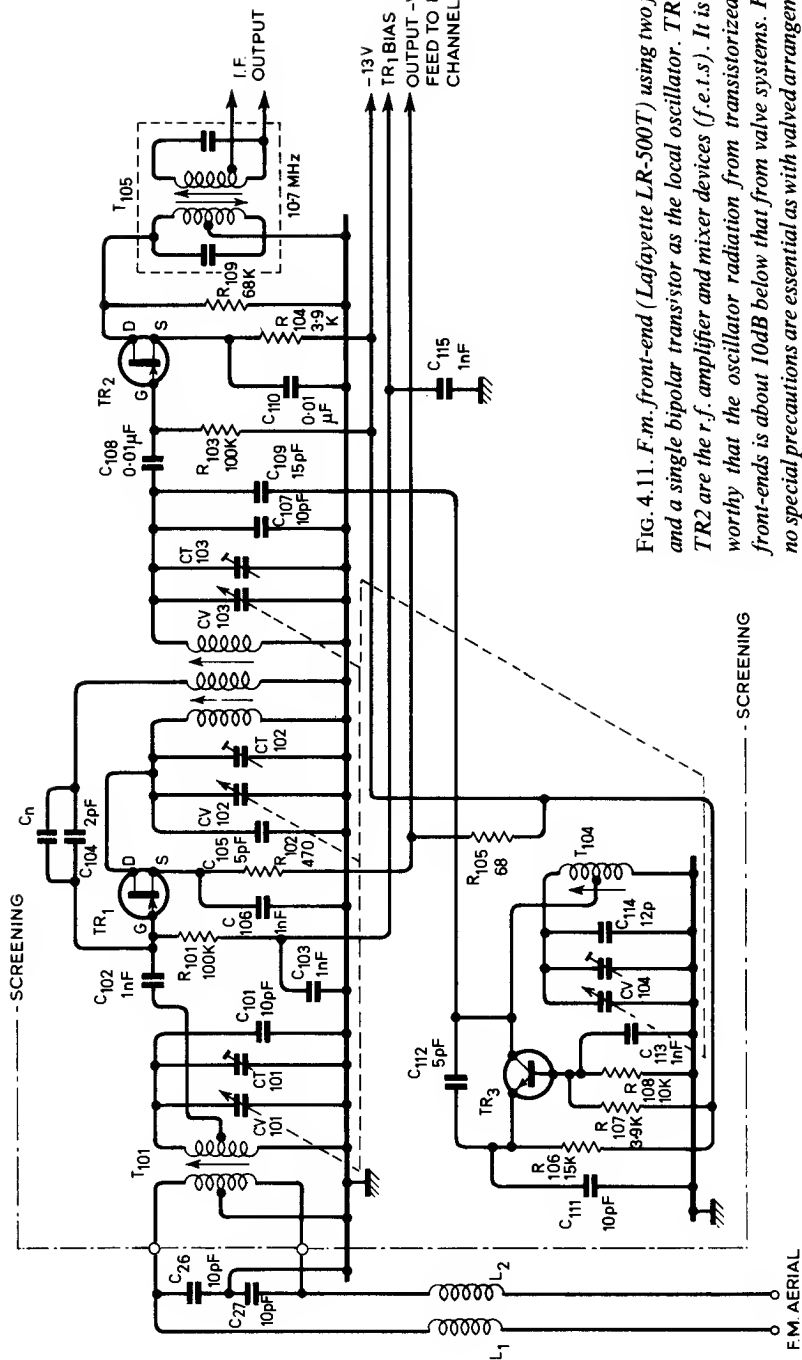 SCREENING
Cn
C104
2pF
TR1
G
D
S
C102
1nF
R101
100K
C103
1nF
C106
1nF
C105
5pF
R102
470
CV
102
CT
102
T101
CV
101
CT
101
C101
10pF
C26
10pF
C27
10pF
L1
L2
F.M. AERIAL
CV
103
CT
103
C107
10pF
C109
15pF
C108
0·01µF
R103
100K
TR2
G
D
S
C110
0·01
µF
R
104
3·9
K
R109
68K
T105
10·7 MHz
I.F.
OUTPUT
-13V
TR1 BIAS
OUTPUT -
FEED TO
CHANNEL
C115
1nF
R105
68
C112
5pF
TR3
C111
10pF
R
106
15K
R
107
3·9K
R
108
10K
C
113
1nF
CV
104
C114
12p
T104
SCREENING
FIG. 4.11. F.m. front-end (Lafayette LR-500T) using two
and a single bipolar transistor as the local oscillator. TR
TR2 are the r.f. amplifier and mixer devices (f.e.t.s). It is
worthy that the oscillator radiation from transistorized
front-ends is about 10dB below that from valve systems.
no special precautions are essential as with valved arrangem